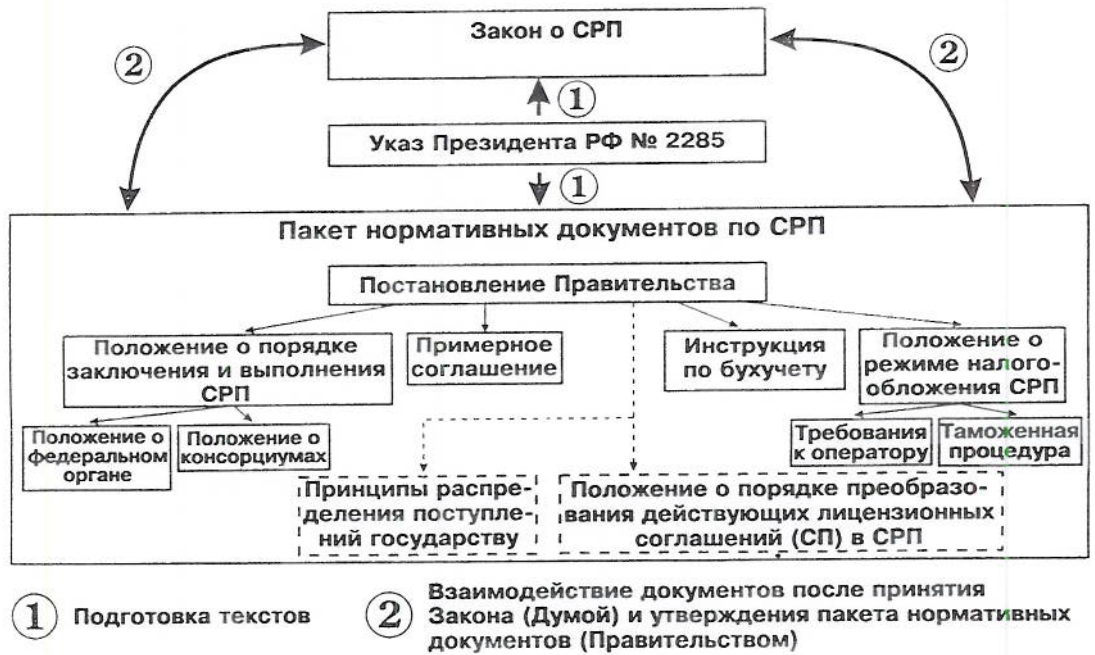 Закон о СРП
2
2
1
Указ Президента РФ № 2285
1
Пакет нормативных документов по СРП
Постановление Правительства
Положение о порядке
заключения и выполнения
СРП
Примерное
соглашение
Инструкция
по бухучету
Положение о
режиме налого-
обложения СРП
Положение о
федеральном
органе
Положение о
консорциумах
Требования
к оператору
Таможенная
процедура
Принципы распре-
деления поступле-
ний государству
Положение о порядке преобразо-
вания действующих лицензионных
соглашений (СП) в СРП
1 Подготовка текстов
2 Взаимодействие документов после принятия
Закона (Думой) и утверждения пакета нормативных
документов (Правительством)